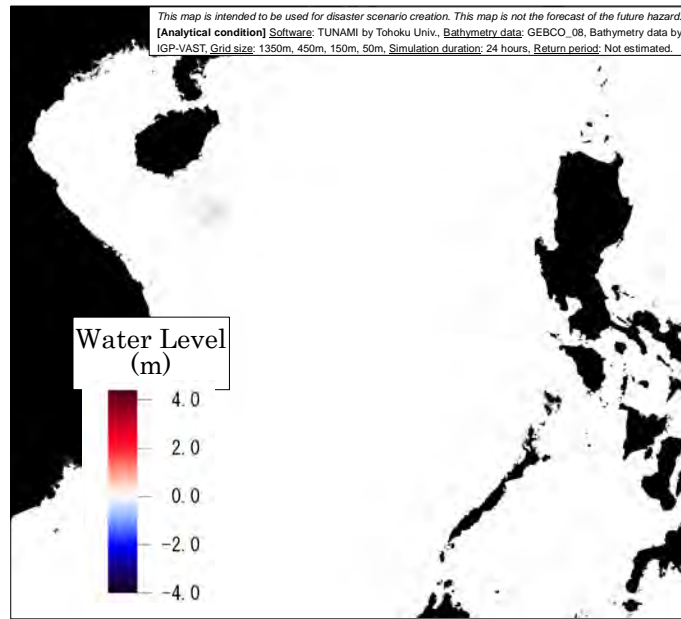 This map is intended to be used for disaster scenario creation. This map is not the forecast of the future hazard.
[Analytical condition] Software: TUNAMI by Tohoku Univ., Bathymetry data: GEBCO_08, Bathymetry data by
IGP-VAST, Grid size: 1350m, 450m, 150m, 50m, Simulation duration: 24 hours, Return period: Not estimated.
Water Level
(m)
4.0
2.0
0.0
-2.0
-4.0